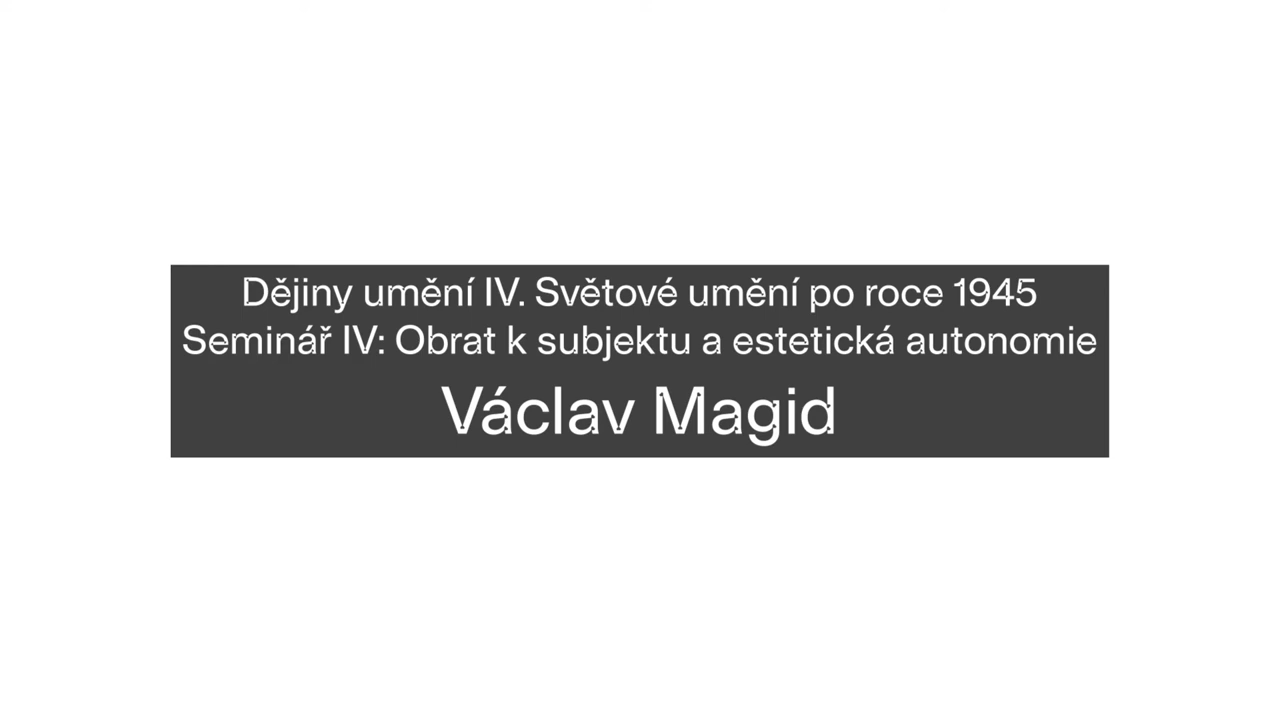 Dějiny umění IV. Světové umění po roce 1945
Seminář IV: Obrat k subjektu a estetická autonomie
Václav Magid